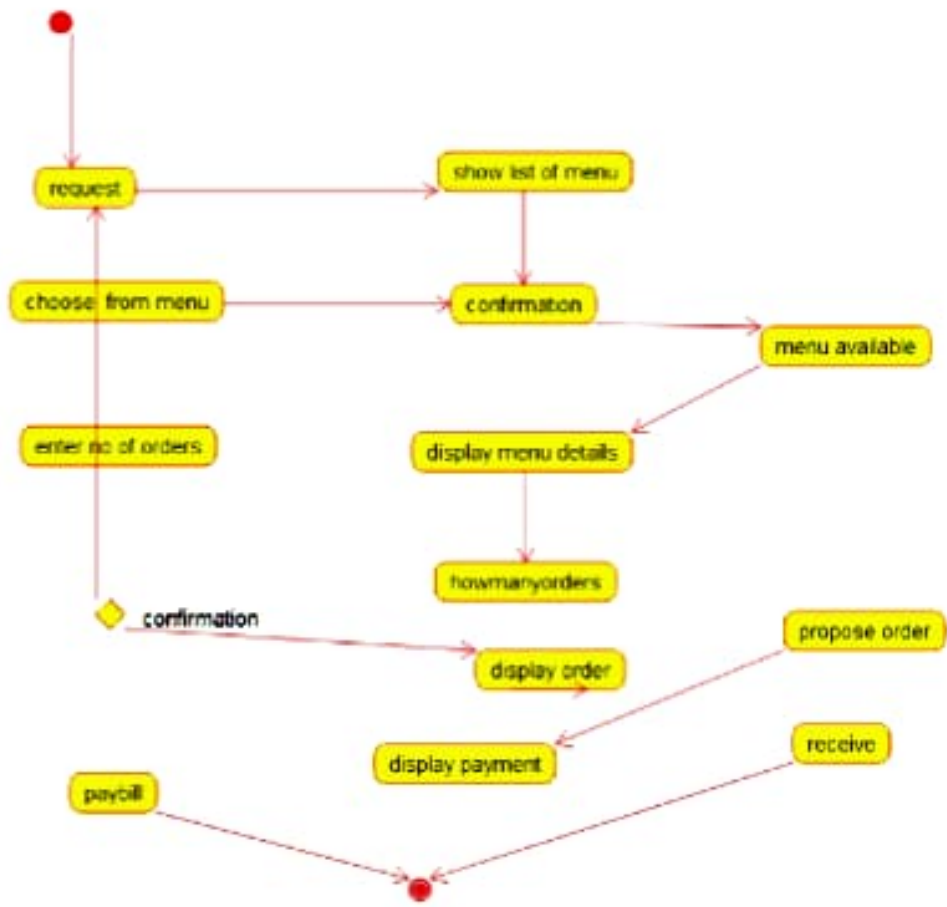 request
show list of menu
choose from menu
confirmation
menu available
enter no of orders
display menu details
howmanyorders
confirmation
propose order
display order
receive
display payment
paybill